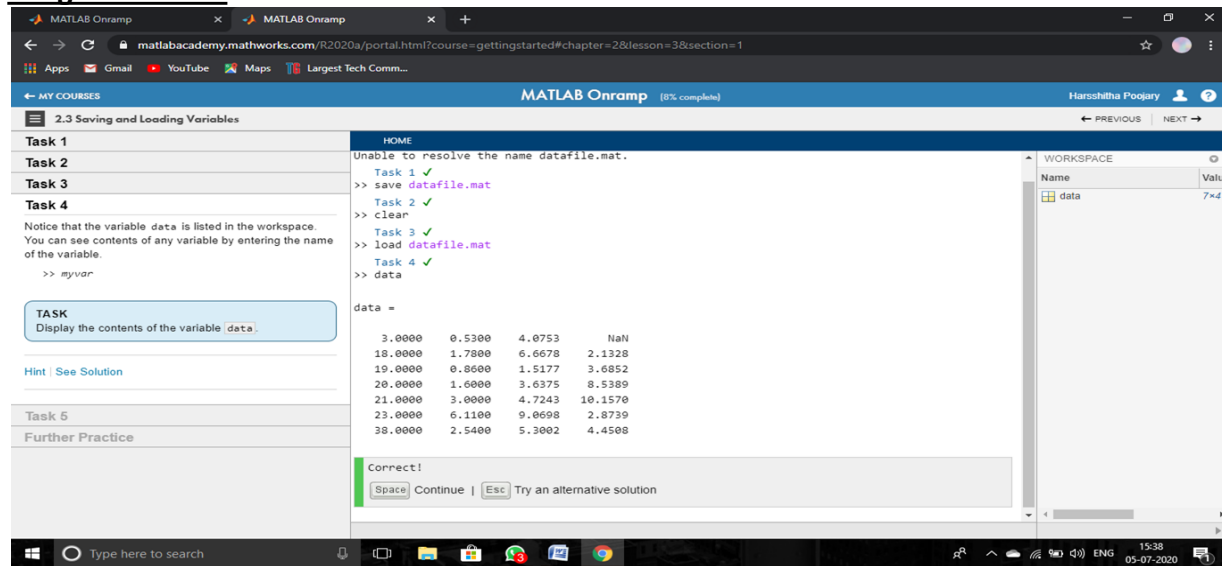 MATLAB Onramp
MATLAB Onramp
matlabacademy.mathworks.com/R2020a/portal.html?course=gettingstarted#chapter=2&lesson=3&section=1
Apps Gmail YouTube Maps Largest Tech Comm...
← MY COURSES
MATLAB Onramp (8% complete)
Harsshitha Poojary
2.3 Saving and Loading Variables
← PREVIOUS | NEXT →
Task 1
Task 2
Task 3
Task 4
Notice that the variable data is listed in the workspace.
You can see contents of any variable by entering the name
of the variable.
>> myvar
TASK
Display the contents of the variable data.
Hint | See Solution
Task 5
Further Practice
HOME
Unable to resolve the name datafile.mat.
Task 1 ✓
>> save datafile.mat
Task 2 ✓
>> clear
Task 3 ✓
>> load datafile.mat
Task 4 ✓
>> data
data =
3.0000 0.5300 4.0753 NaN
18.0000 1.7800 6.6678 2.1328
19.0000 0.8600 1.5177 3.6852
20.0000 1.6000 3.6375 8.5389
21.0000 3.0000 4.7243 10.1570
23.0000 6.1100 9.0698 2.8739
38.0000 2.5400 5.3002 4.4508
Correct!
Space Continue | Esc Try an alternative solution
WORKSPACE
Name Valu
data 7×4
Type here to search
ENG
15:38
05-07-2020